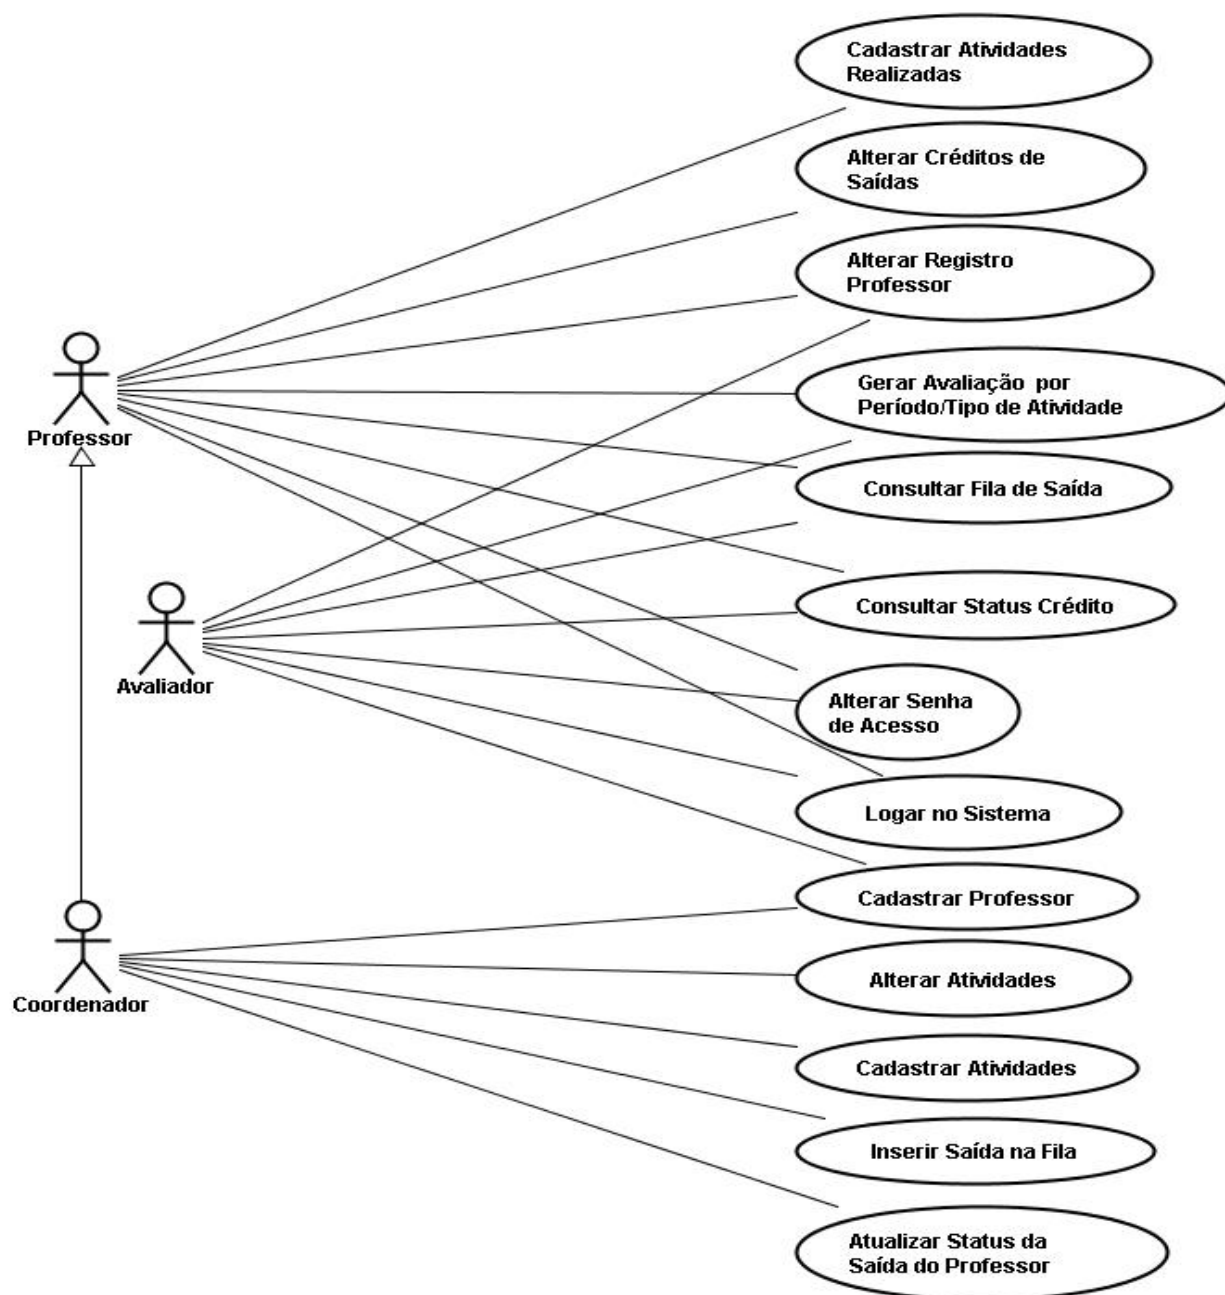 Cadastrar Atividades
Realizadas
Alterar Créditos de
Saídas
Alterar Registro
Professor
Gerar Avaliação por
Período/Tipo de Atividade
Professor
Consultar Fila de Saída
Consultar Status Crédito
Avaliador
Alterar Senha
de Acesso
Logar no Sistema
Cadastrar Professor
Alterar Atividades
Coordenador
Cadastrar Atividades
Inserir Saída na Fila
Atualizar Status da
Saída do Professor